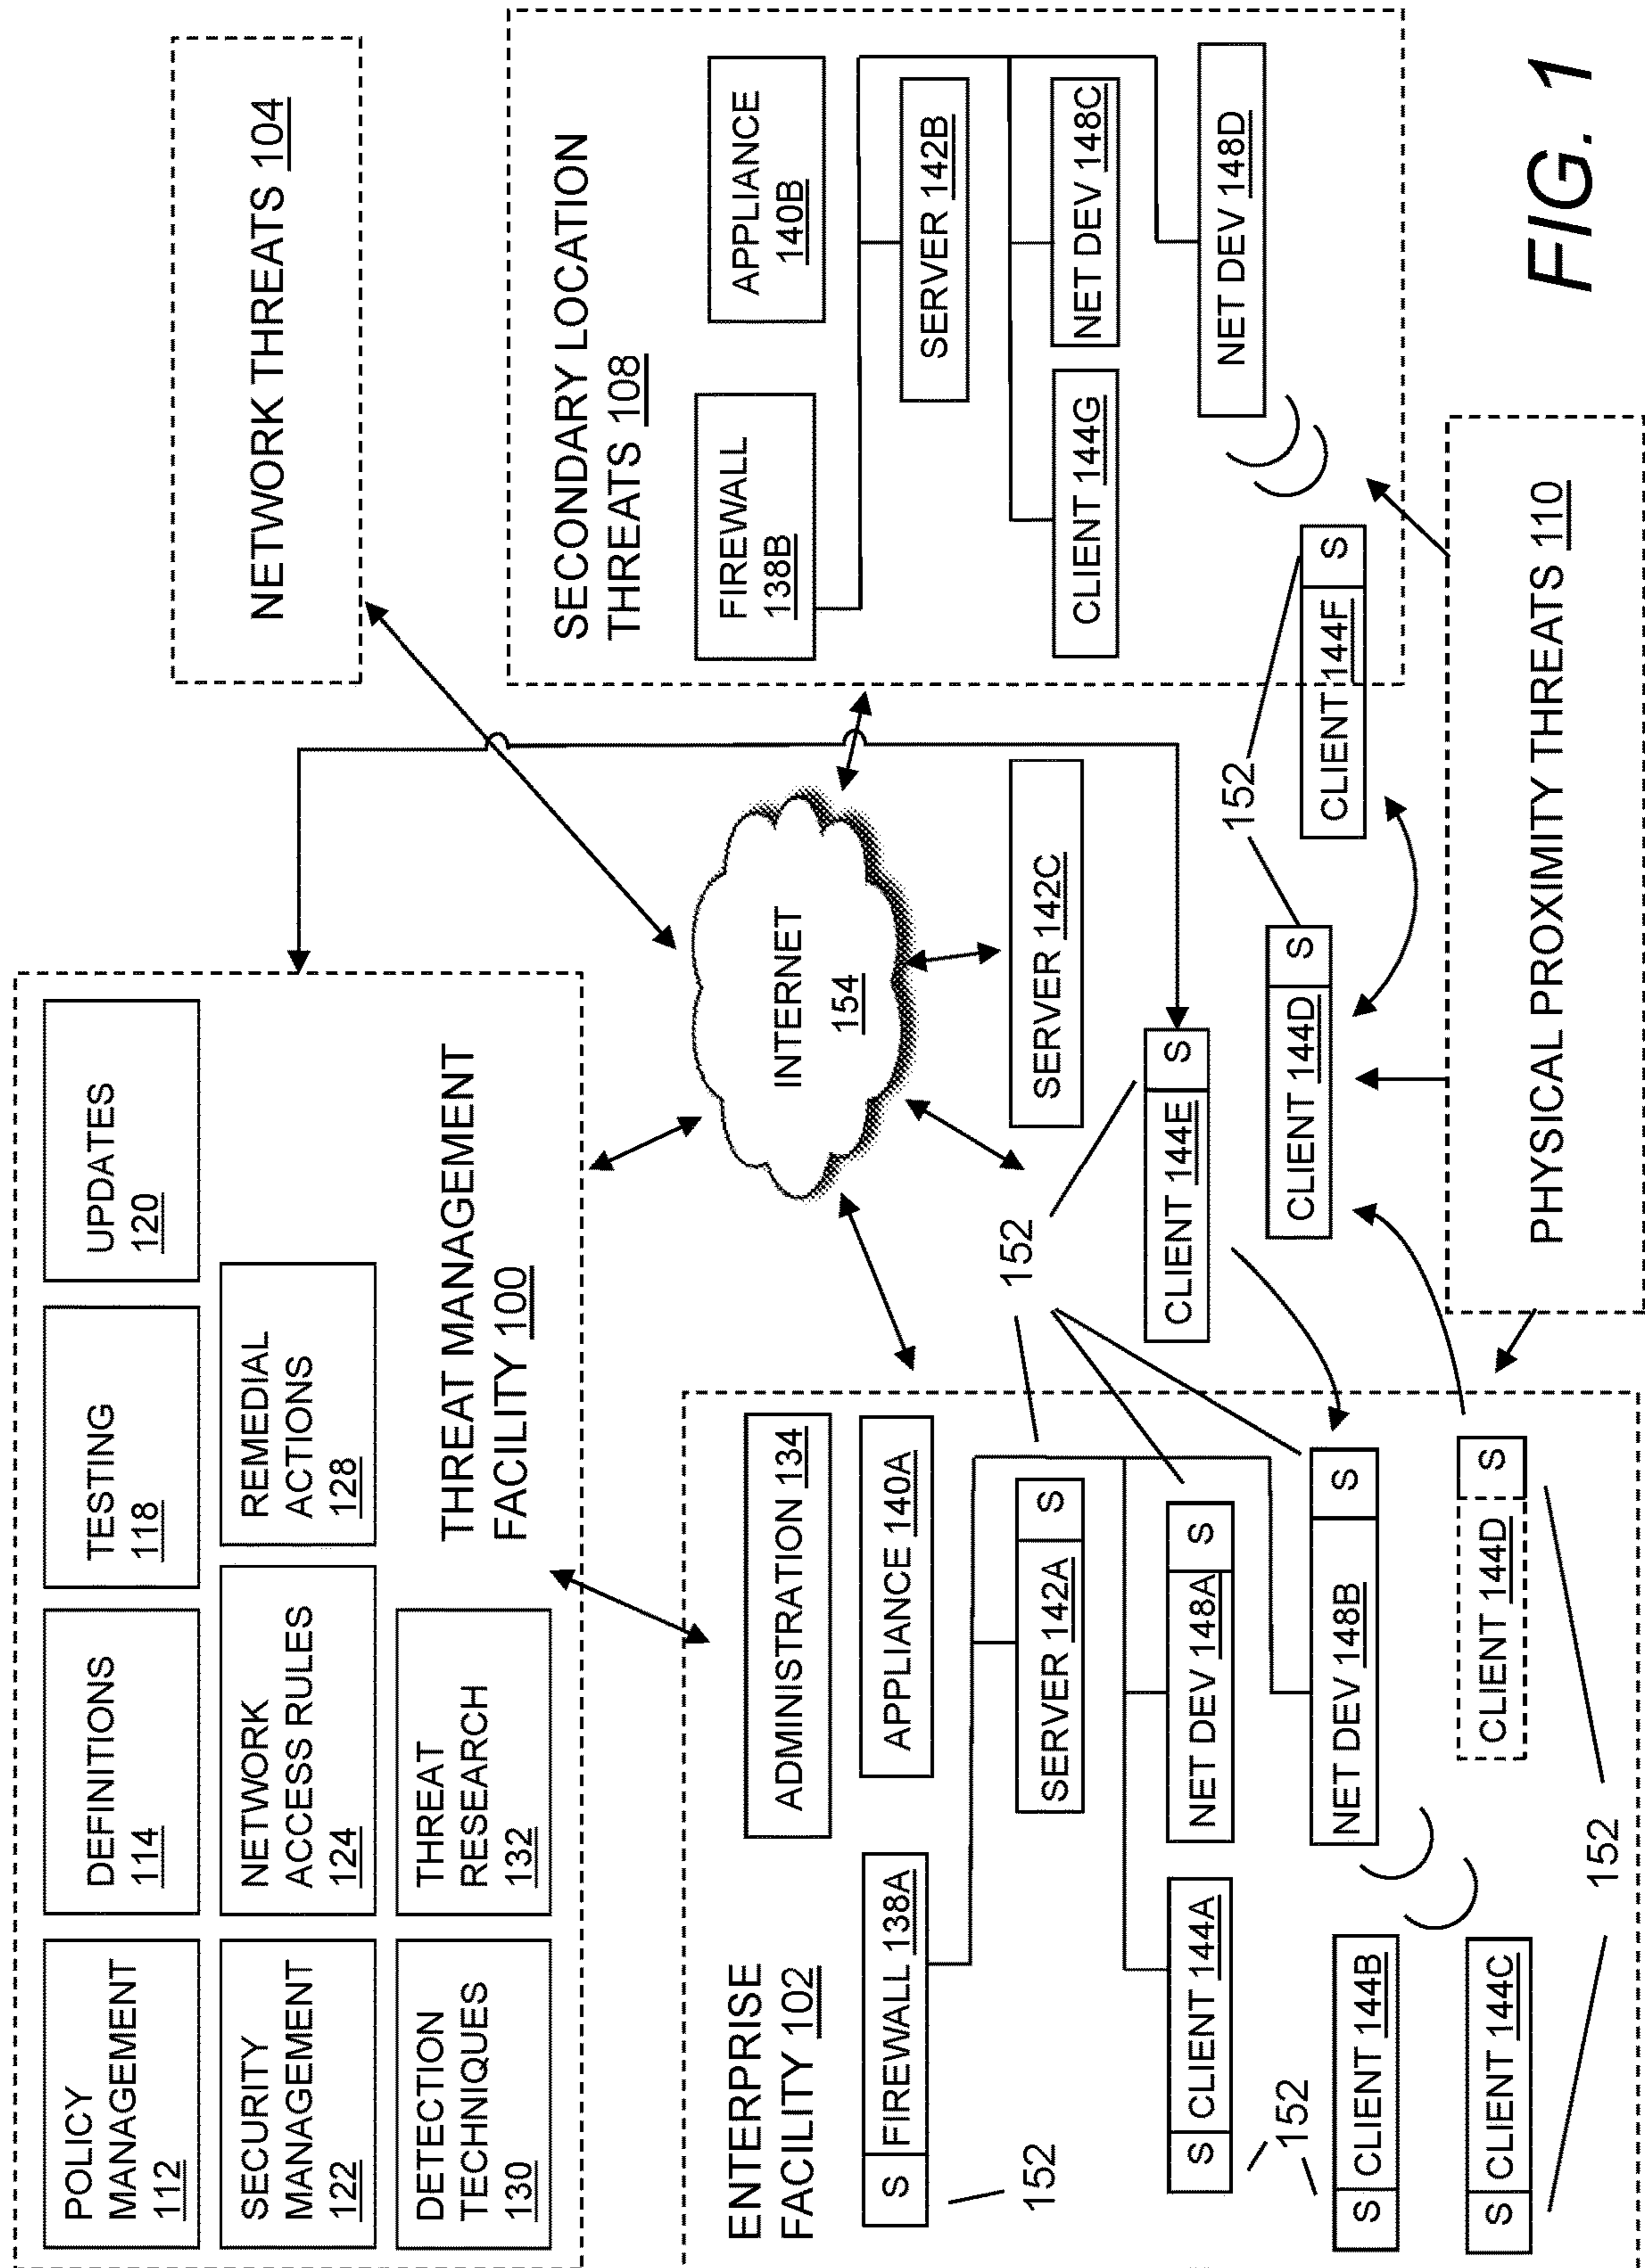 POLICY
MANAGEMENT
112
DEFINITIONS
114
TESTING
118
UPDATES
120
SECURITY
MANAGEMENT
122
NETWORK
ACCESS RULES
124
REMEDIAL
ACTIONS
128
DETECTION
TECHNIQUES
130
THREAT
RESEARCH
132
THREAT MANAGEMENT
FACILITY 100
NETWORK THREATS 104
INTERNET
154
SERVER 142C
SECONDARY LOCATION
THREATS 108
FIREWALL
138B
APPLIANCE
140B
SERVER 142B
CLIENT 144G
NET DEV 148C
NET DEV 148D
ENTERPRISE
FACILITY 102
ADMINISTRATION 134
S FIREWALL 138A
APPLIANCE 140A
152
SERVER 142A S
152
S CLIENT 144A
NET DEV 148A S
152
NET DEV 148B S
S CLIENT 144B
S CLIENT 144C
CLIENT 144D S
152
CLIENT 144E S
CLIENT 144D S
152
CLIENT 144F S
PHYSICAL PROXIMITY THREATS 110
FIG. 1